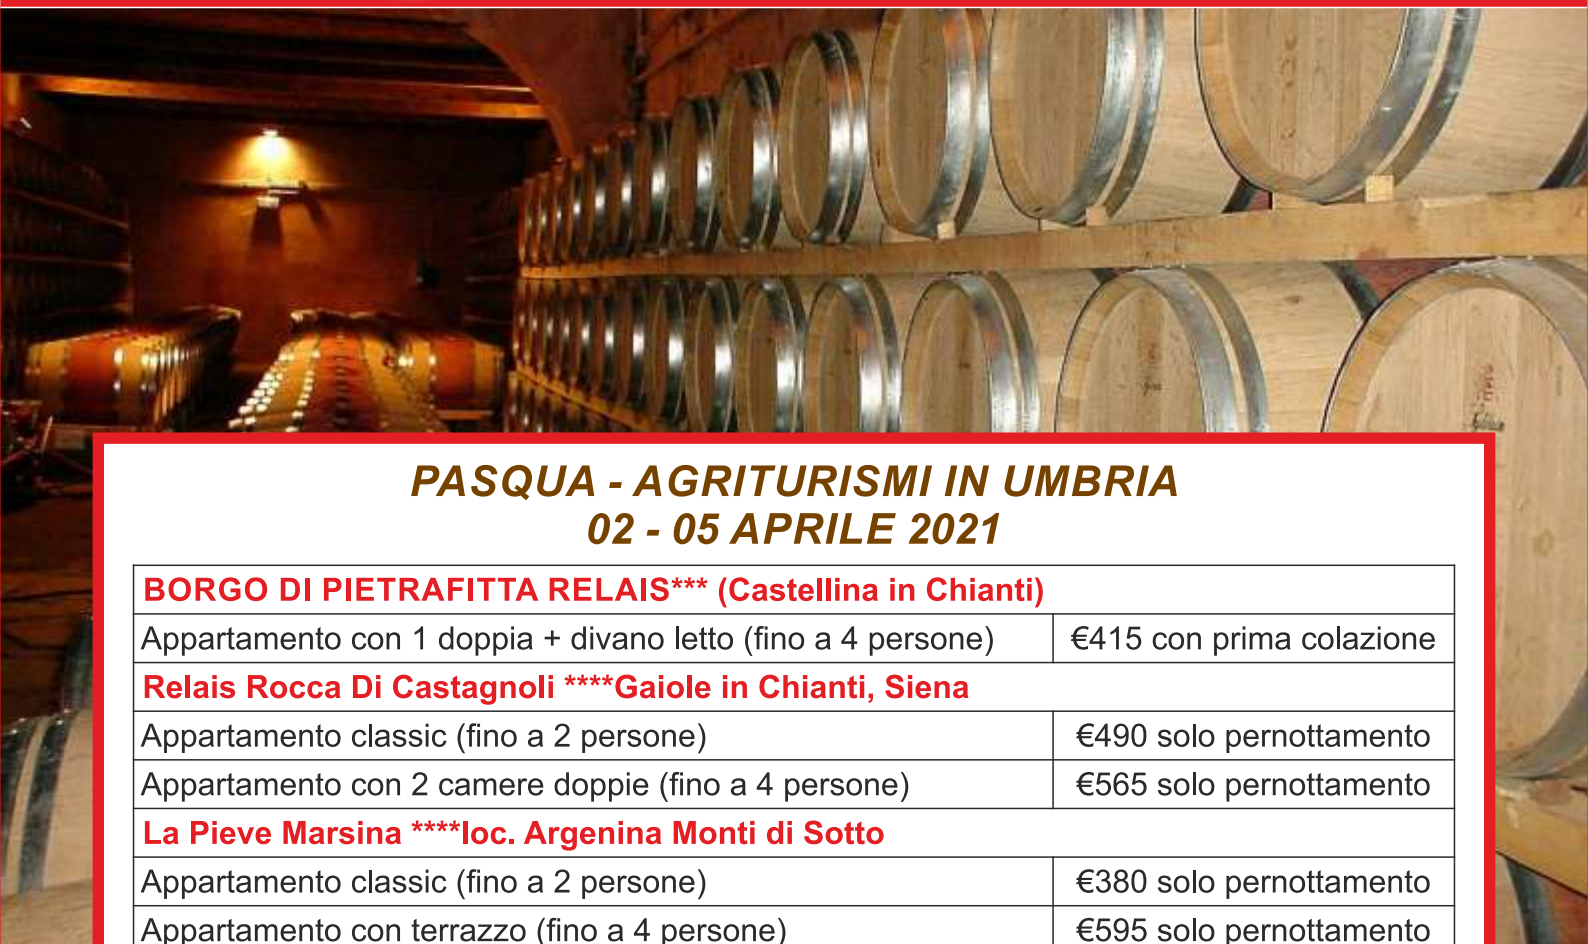 PASQUA - AGRITURISMI IN UMBRIA
02 - 05 APRILE 2021
BORGO DI PIETRAFITTA RELAIS*** (Castellina in Chianti)
Appartamento con 1 doppia + divano letto (fino a 4 persone) €415 con prima colazione
Relais Rocca Di Castagnoli ****Gaiole in Chianti, Siena
Appartamento classic (fino a 2 persone) €490 solo pernottamento
Appartamento con 2 camere doppie (fino a 4 persone) €565 solo pernottamento
La Pieve Marsina ****loc. Argenina Monti di Sotto
Appartamento classic (fino a 2 persone) €380 solo pernottamento
Appartamento con terrazzo (fino a 4 persone) €595 solo pernottamento